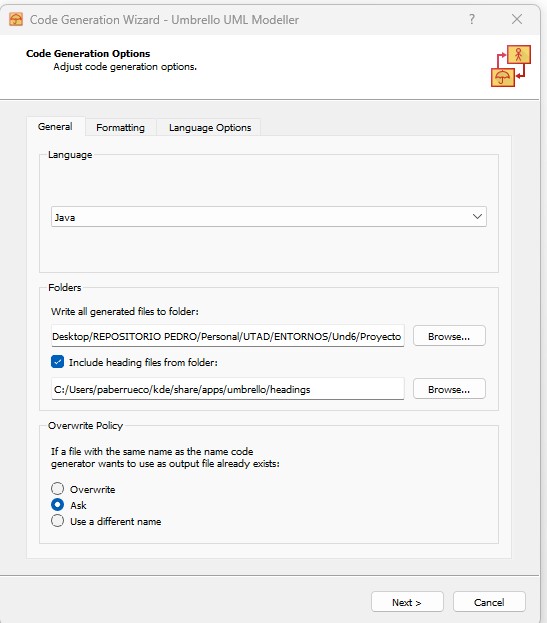 Code Generation Wizard - Umbrello UML Modeller
?
Code Generation Options
Adjust code generation options.
General
Formatting
Language Options
Language
Java
Folders
Write all generated files to folder:
Desktop/REPOSITORIO PEDRO/Personal/UTAD/ENTORNOS/Und6/Proyecto
Browse...
Include heading files from folder:
C:/Users/paberrueco/kde/share/apps/umbrello/headings
Browse...
Overwrite Policy
If a file with the same name as the name code
generator wants to use as output file already exists:
Overwrite
Ask
Use a different name
Next >
Cancel